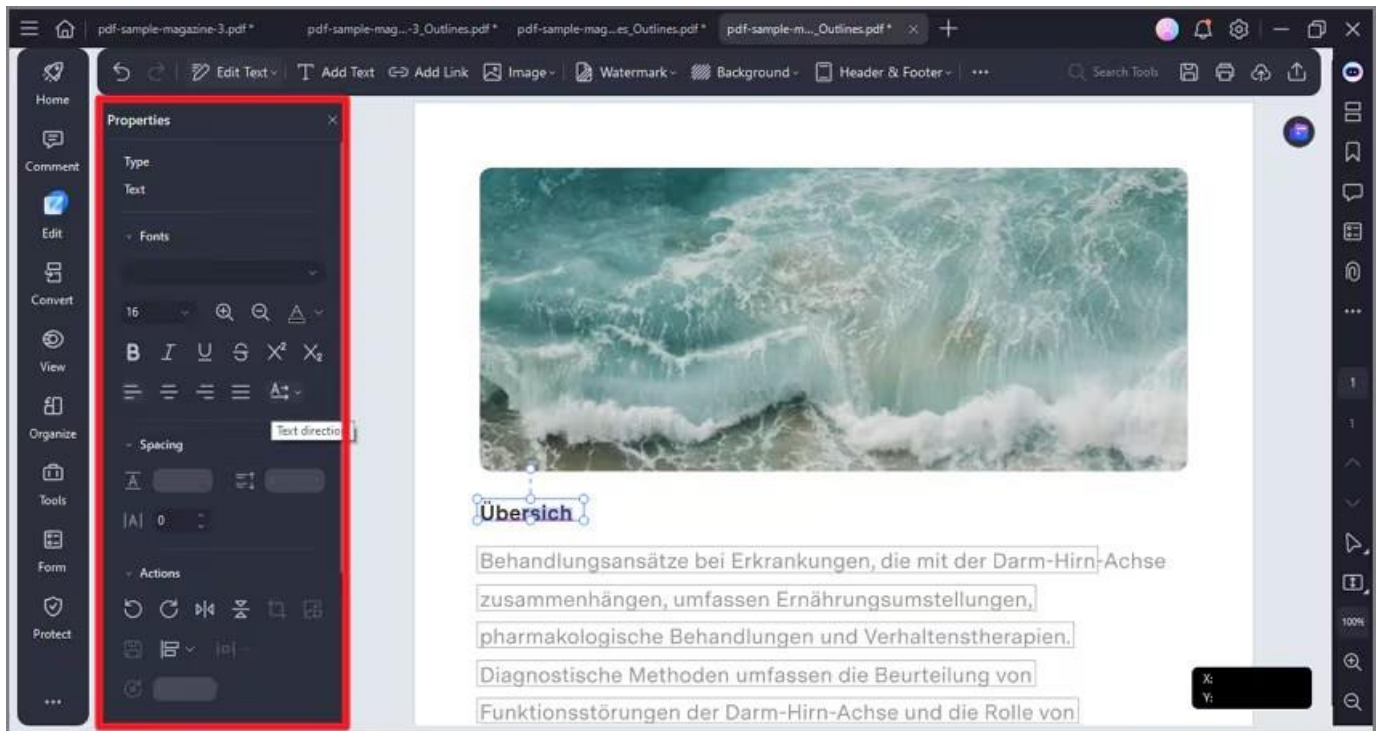 pdf-sample-magazine-3.pdf *
pdf-sample-mag...-3_Outlines.pdf *
pdf-sample-mag...es_Outlines.pdf *
pdf-sample-m..._Outlines.pdf *
Edit Text
Add Text
Add Link
Image
Watermark
Background
Header & Footer
Search Tools
Home
Comment
Edit
Convert
View
Organize
Tools
Form
Protect
Properties
Type
Text
Fonts
16
B I U S X² X₂
Text direction
Spacing
|A| 0
Actions
Übersich
Behandlungsansätze bei Erkrankungen, die mit der Darm-Hirn-Achse
zusammenhängen, umfassen Ernährungsumstellungen,
pharmakologische Behandlungen und Verhaltenstherapien.
Diagnostische Methoden umfassen die Beurteilung von
Funktionsstörungen der Darm-Hirn-Achse und die Rolle von
1
1
100%
X:
Y: